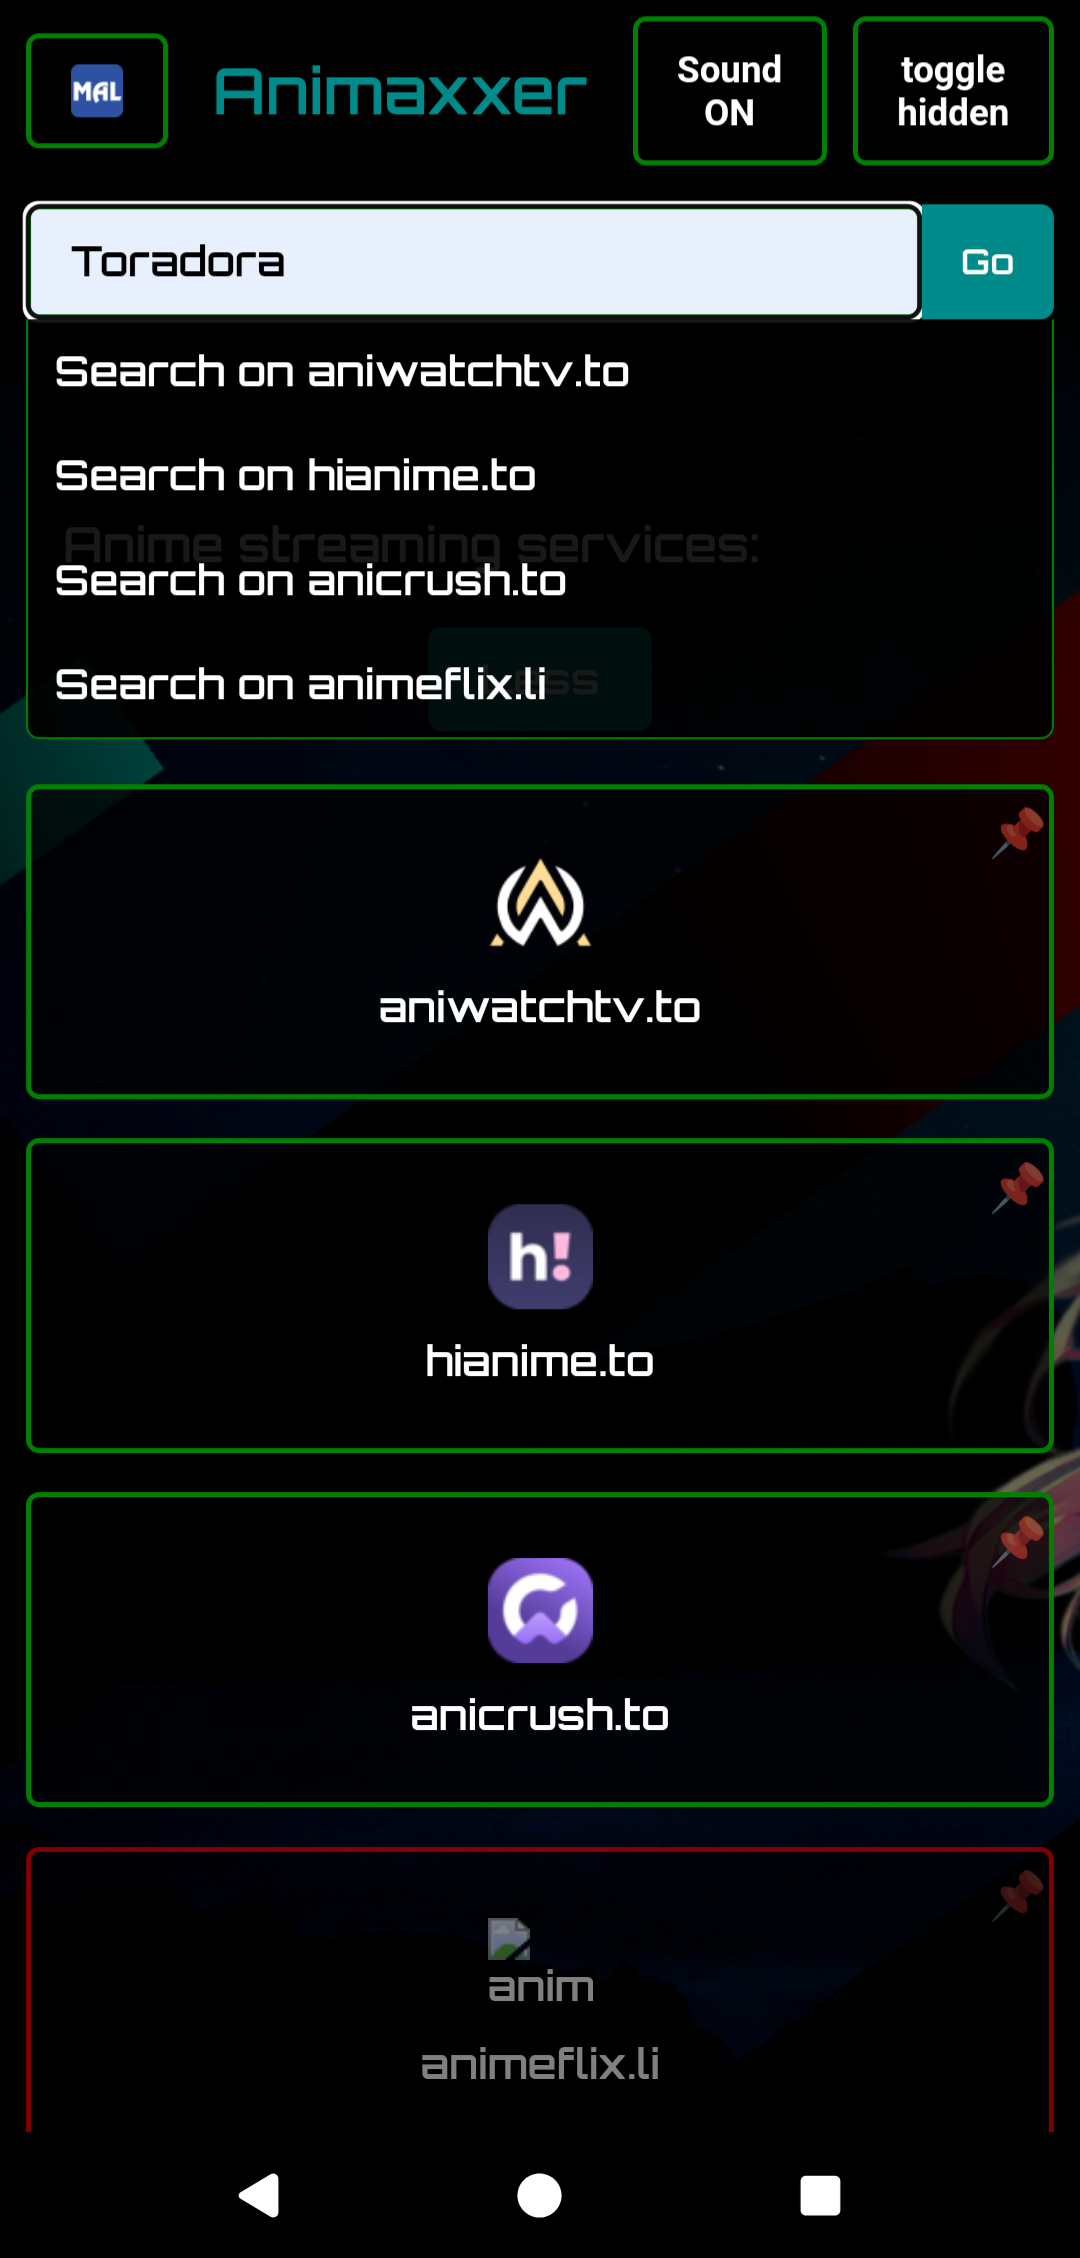 MAL
Animaxxer
Sound
ON
toggle
hidden
Toradora
Go
Search on aniwatchtv.to
Search on hianime.to
Anime streaming services:
Search on anicrush.to
Search on animeflix.li
aniwatchtv.to
h!
hianime.to
anicrush.to
anim
animeflix.li